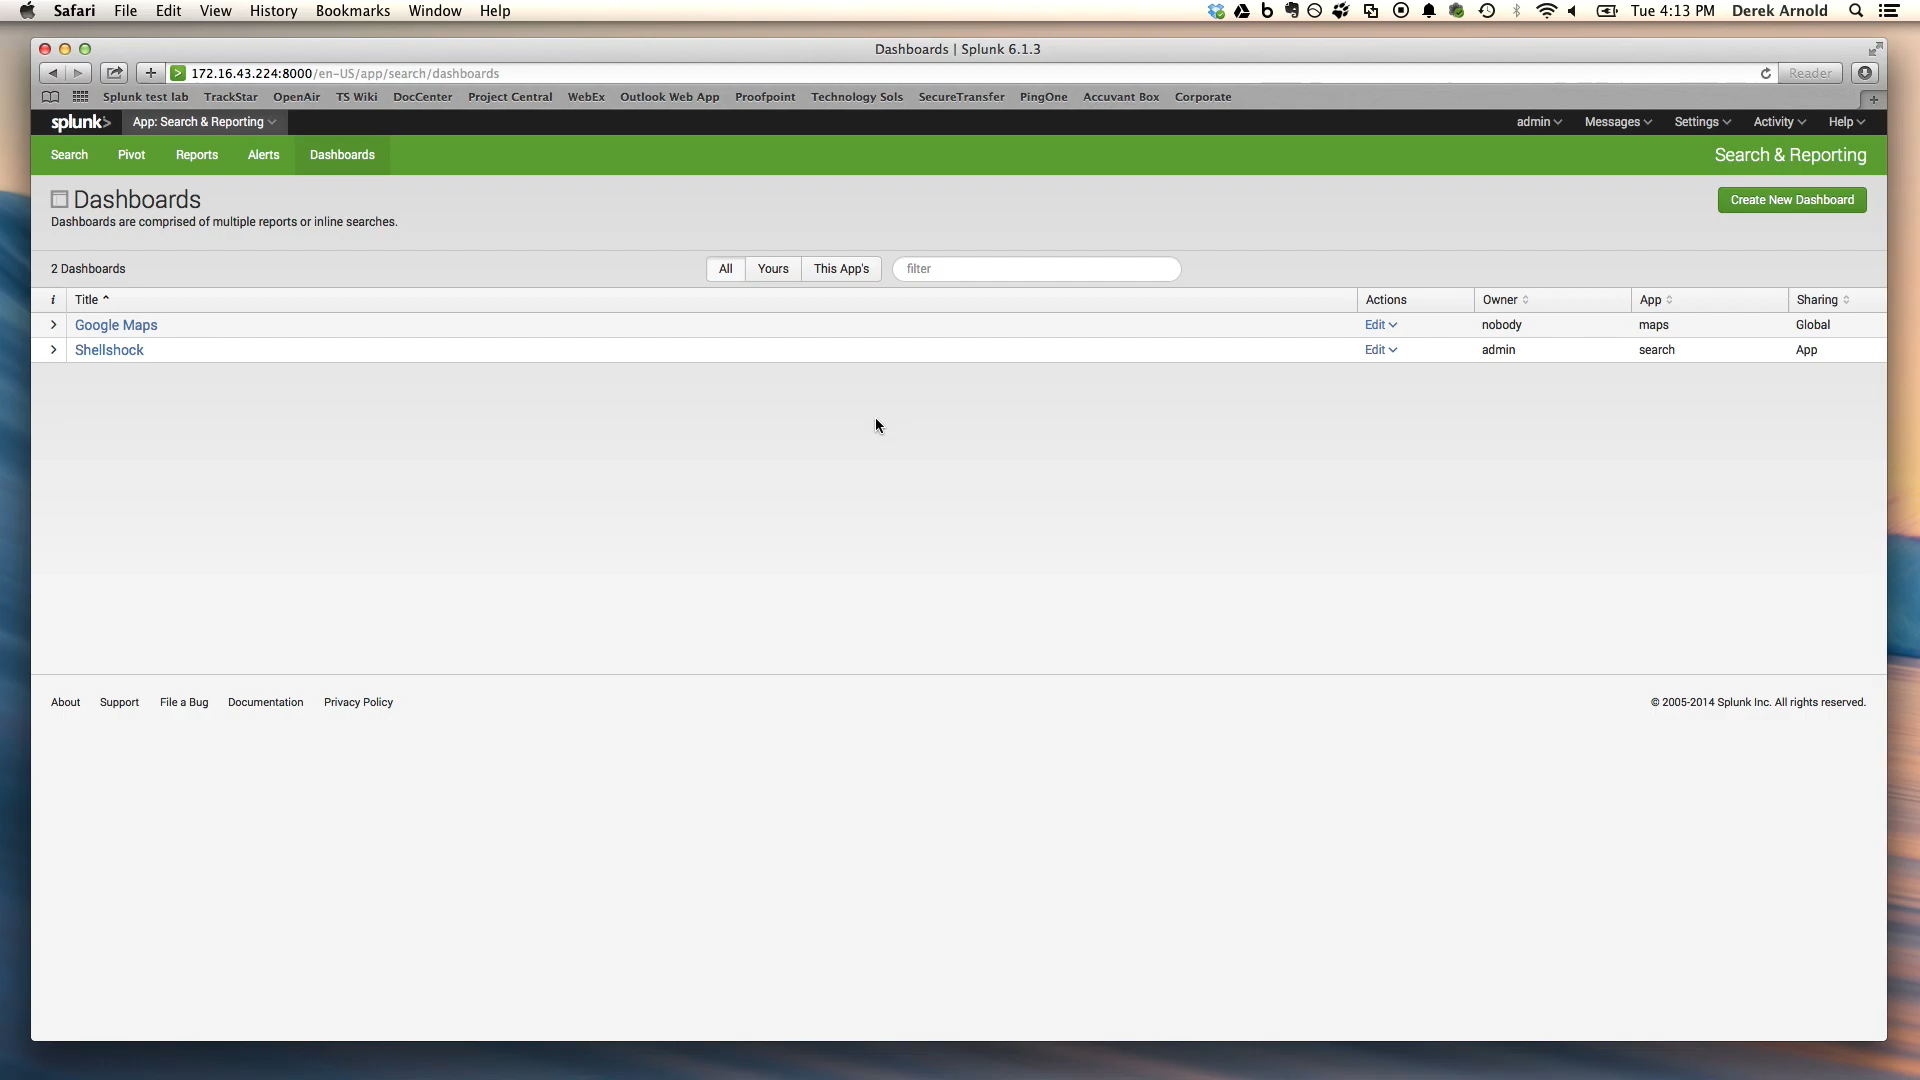 Safari File Edit View History Bookmarks Window Help Tue 4:13 PM Derek Arnold
Dashboards | Splunk 6.1.3
172.16.43.224:8000/en-US/app/search/dashboards Reader
Splunk test lab TrackStar OpenAir TS Wiki DocCenter Project Central WebEx Outlook Web App Proofpoint Technology Sols SecureTransfer PingOne Accuvant Box Corporate
splunk> App: Search & Reporting admin Messages Settings Activity Help
Search Pivot Reports Alerts Dashboards Search & Reporting
Dashboards Create New Dashboard
Dashboards are comprised of multiple reports or inline searches.
2 Dashboards All Yours This App's filter
i Title Actions Owner App Sharing
Google Maps Edit nobody maps Global
Shellshock Edit admin search App
About Support File a Bug Documentation Privacy Policy © 2005-2014 Splunk Inc. All rights reserved.